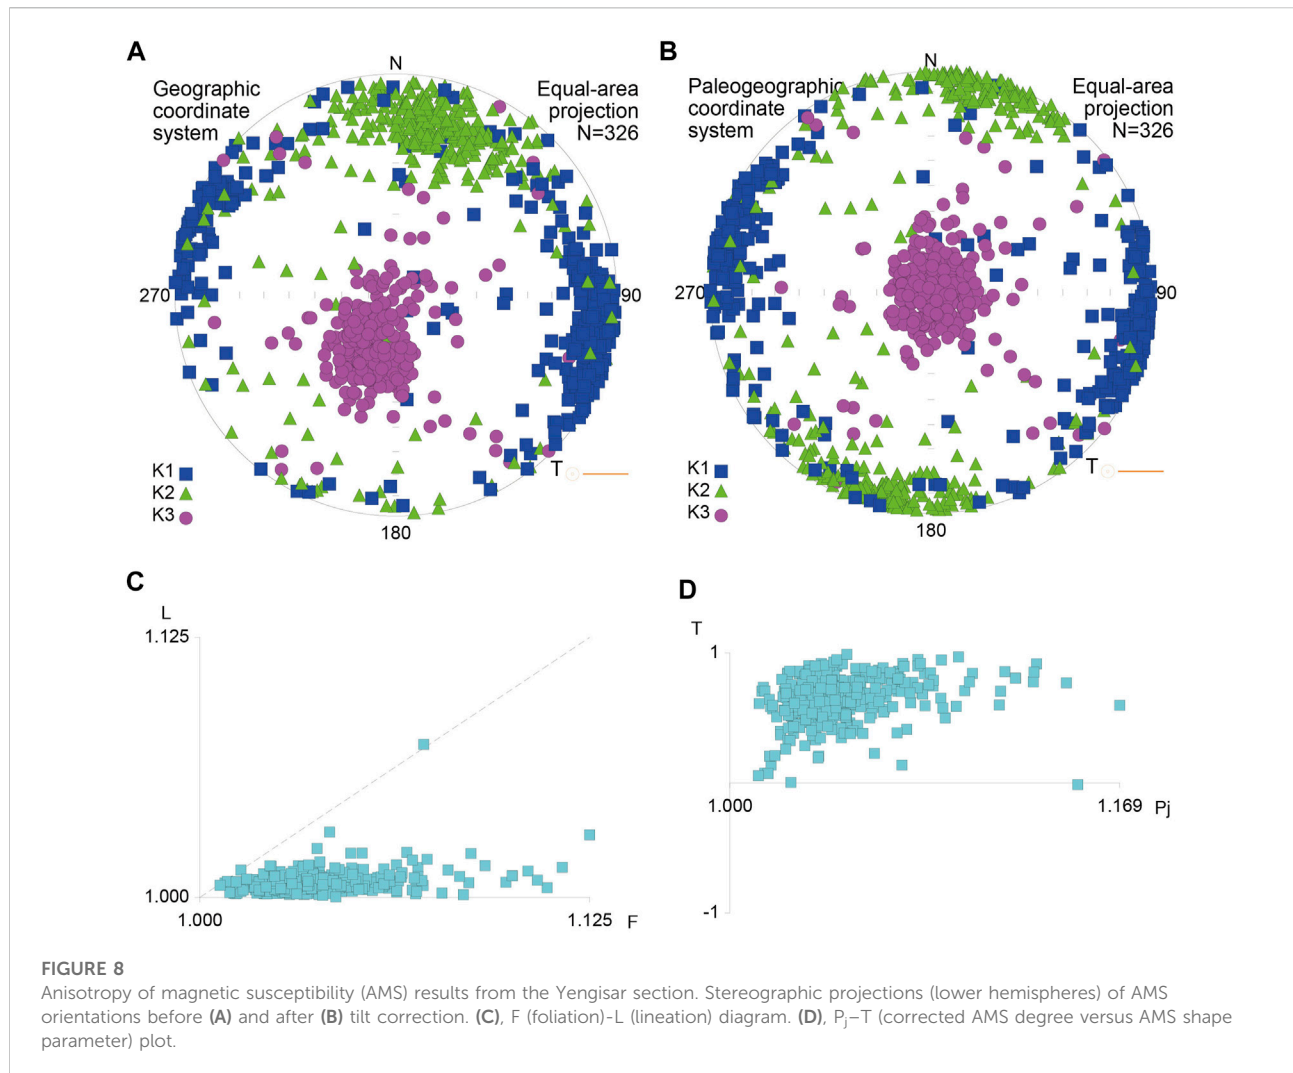 A
B
N
N
Geographic
coordinate
system
Equal-area
projection
N=326
Paleogeographic
coordinate
system
Equal-area
projection
N=326
270
90
270
90
K1
K2
K3
T
K1
K2
K3
T
180
180
C
D
L
T
1.125
1
1.000
1.000
1.125
F
1.000
1.169
Pj
-1
FIGURE 8
Anisotropy of magnetic susceptibility (AMS) results from the Yengisar section. Stereographic projections (lower hemispheres) of AMS
orientations before (A) and after (B) tilt correction. (C), F (foliation)-L (lineation) diagram. (D), Pj–T (corrected AMS degree versus AMS shape
parameter) plot.